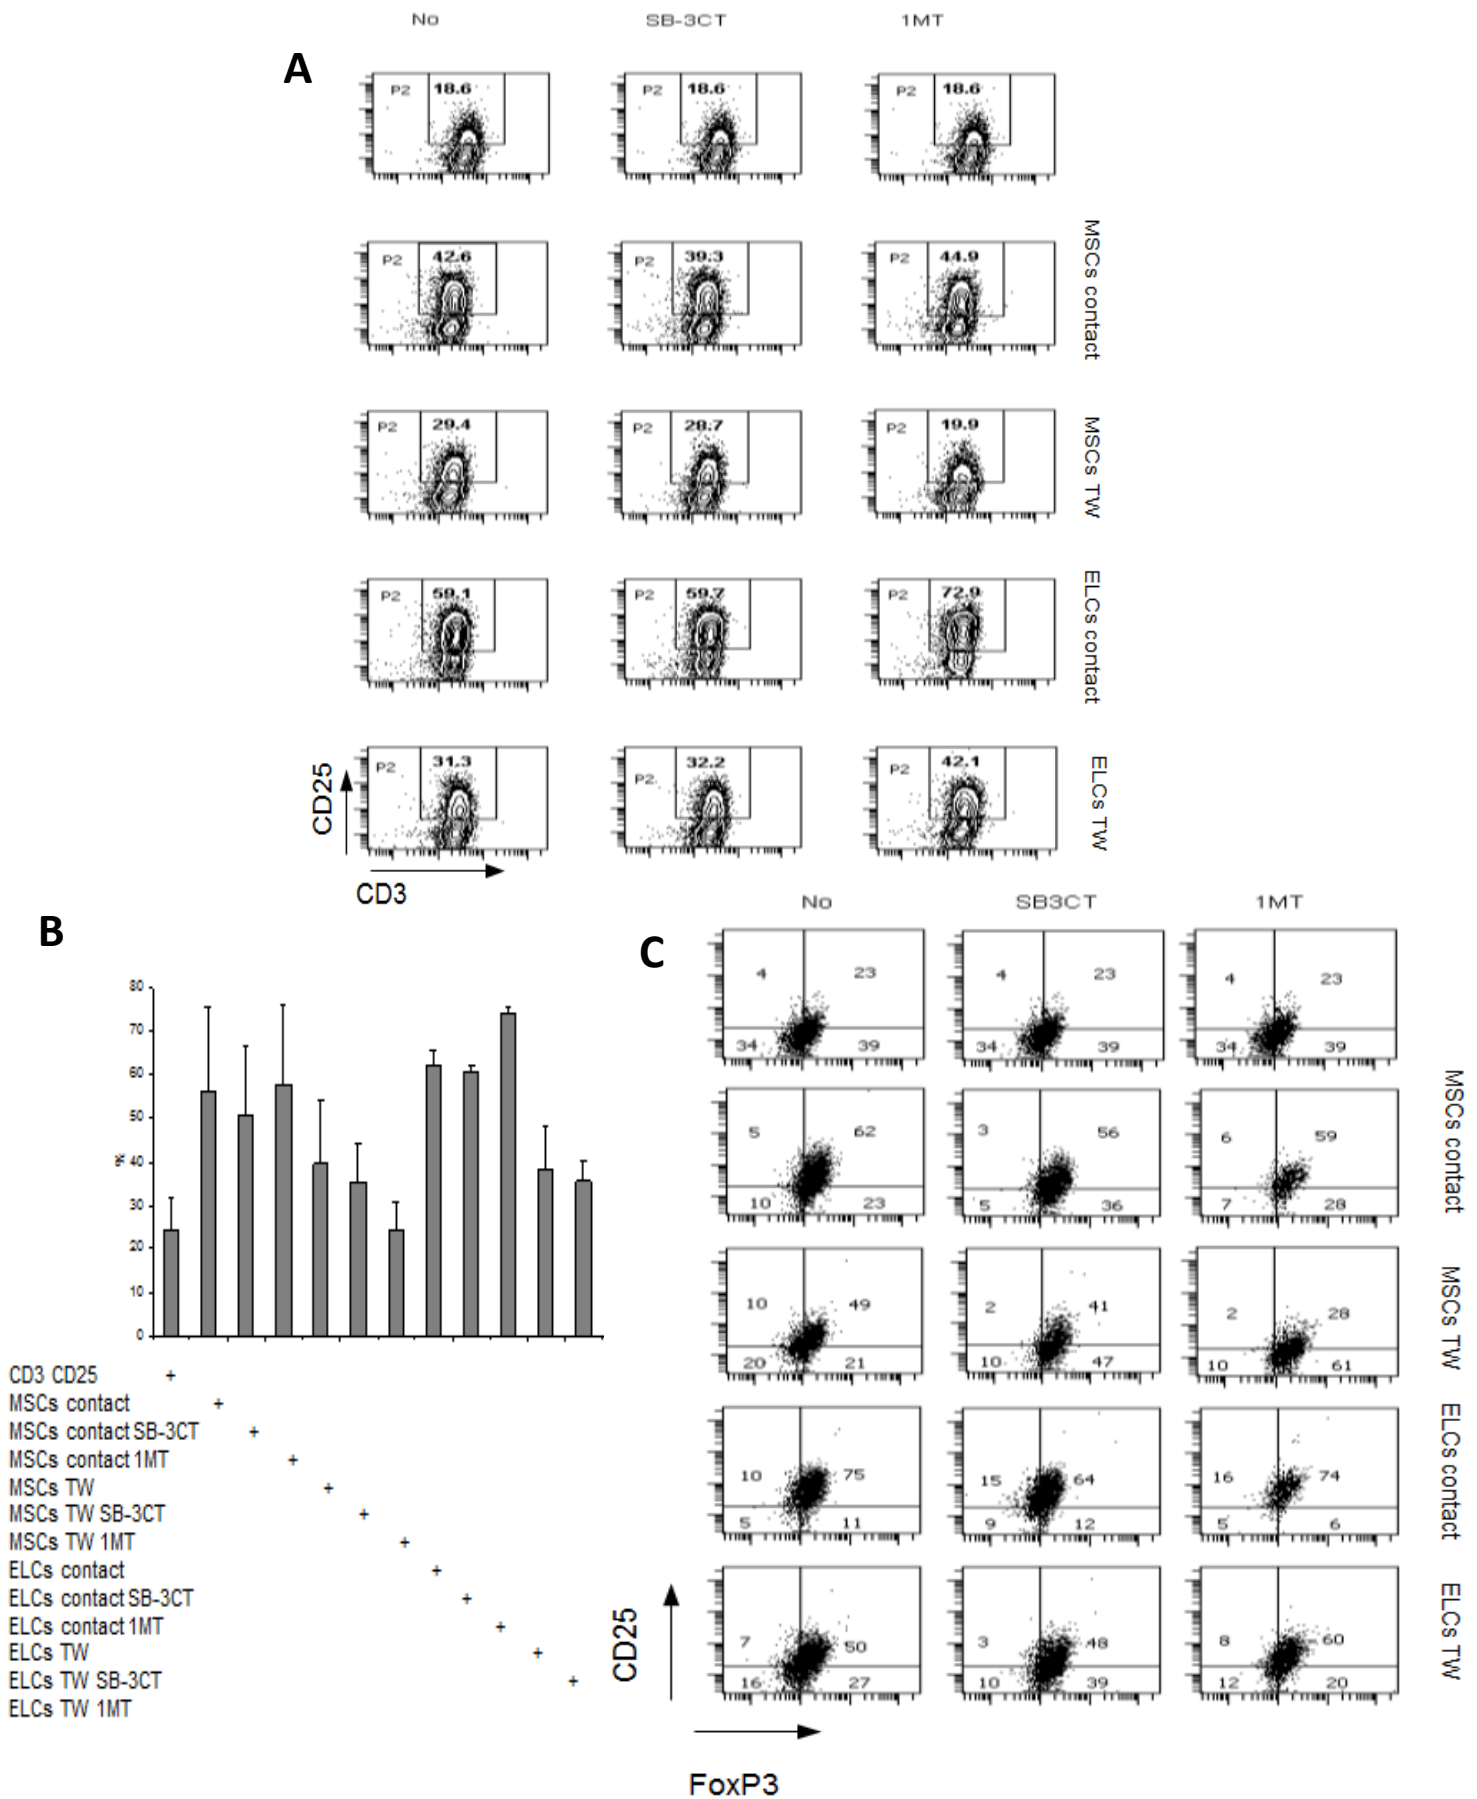 No SB-3CT 1MT
A
P2 18.6 P2 18.6 P2 18.6
P2 42.6 P2 39.3 P2 44.9
MSCs contact
P2 29.4 P2 28.7 P2 19.9
MSCs TW
P2 59.1 P2 59.7 P2 72.9
ELCs contact
P2 31.3 P2 32.2 P2 42.1
ELCs TW
CD25
CD3
B
80
70
60
50
40
30
20
10
0
%
CD3 CD25 +
MSCs contact +
MSCs contact SB-3CT +
MSCs contact 1MT +
MSCs TW +
MSCs TW SB-3CT +
MSCs TW 1MT +
ELCs contact +
ELCs contact SB-3CT +
ELCs contact 1MT +
ELCs TW +
ELCs TW SB-3CT +
ELCs TW 1MT
C
No SB3CT 1MT
4 23 4 23 4 23
34 39 34 39 34 39
MSCs contact
5 62 3 56 6 59
10 23 5 36 7 28
MSCs TW
10 49 2 41 2 28
20 21 10 47 10 61
ELCs contact
10 75 15 64 16 74
5 11 9 12 5 6
ELCs TW
7 50 3 48 8 60
16 27 10 39 12 20
CD25
FoxP3